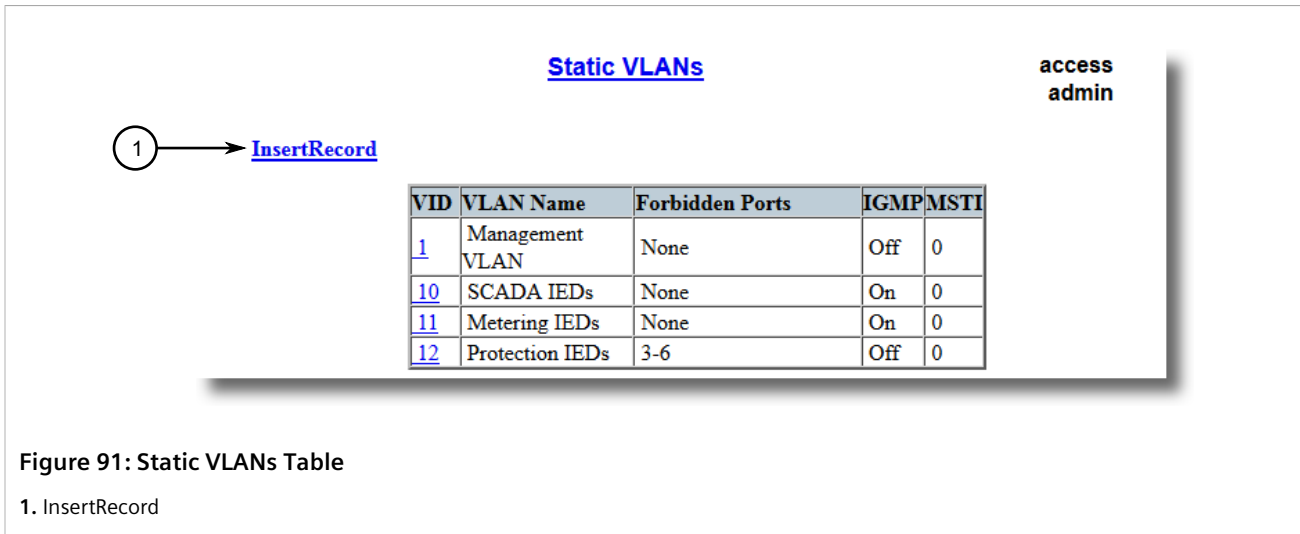 Static VLANs
access
admin
1
InsertRecord
VID VLAN Name Forbidden Ports IGMP MSTI
1 Management VLAN None Off 0
10 SCADA IEDs None On 0
11 Metering IEDs None On 0
12 Protection IEDs 3-6 Off 0
Figure 91: Static VLANs Table
1. InsertRecord